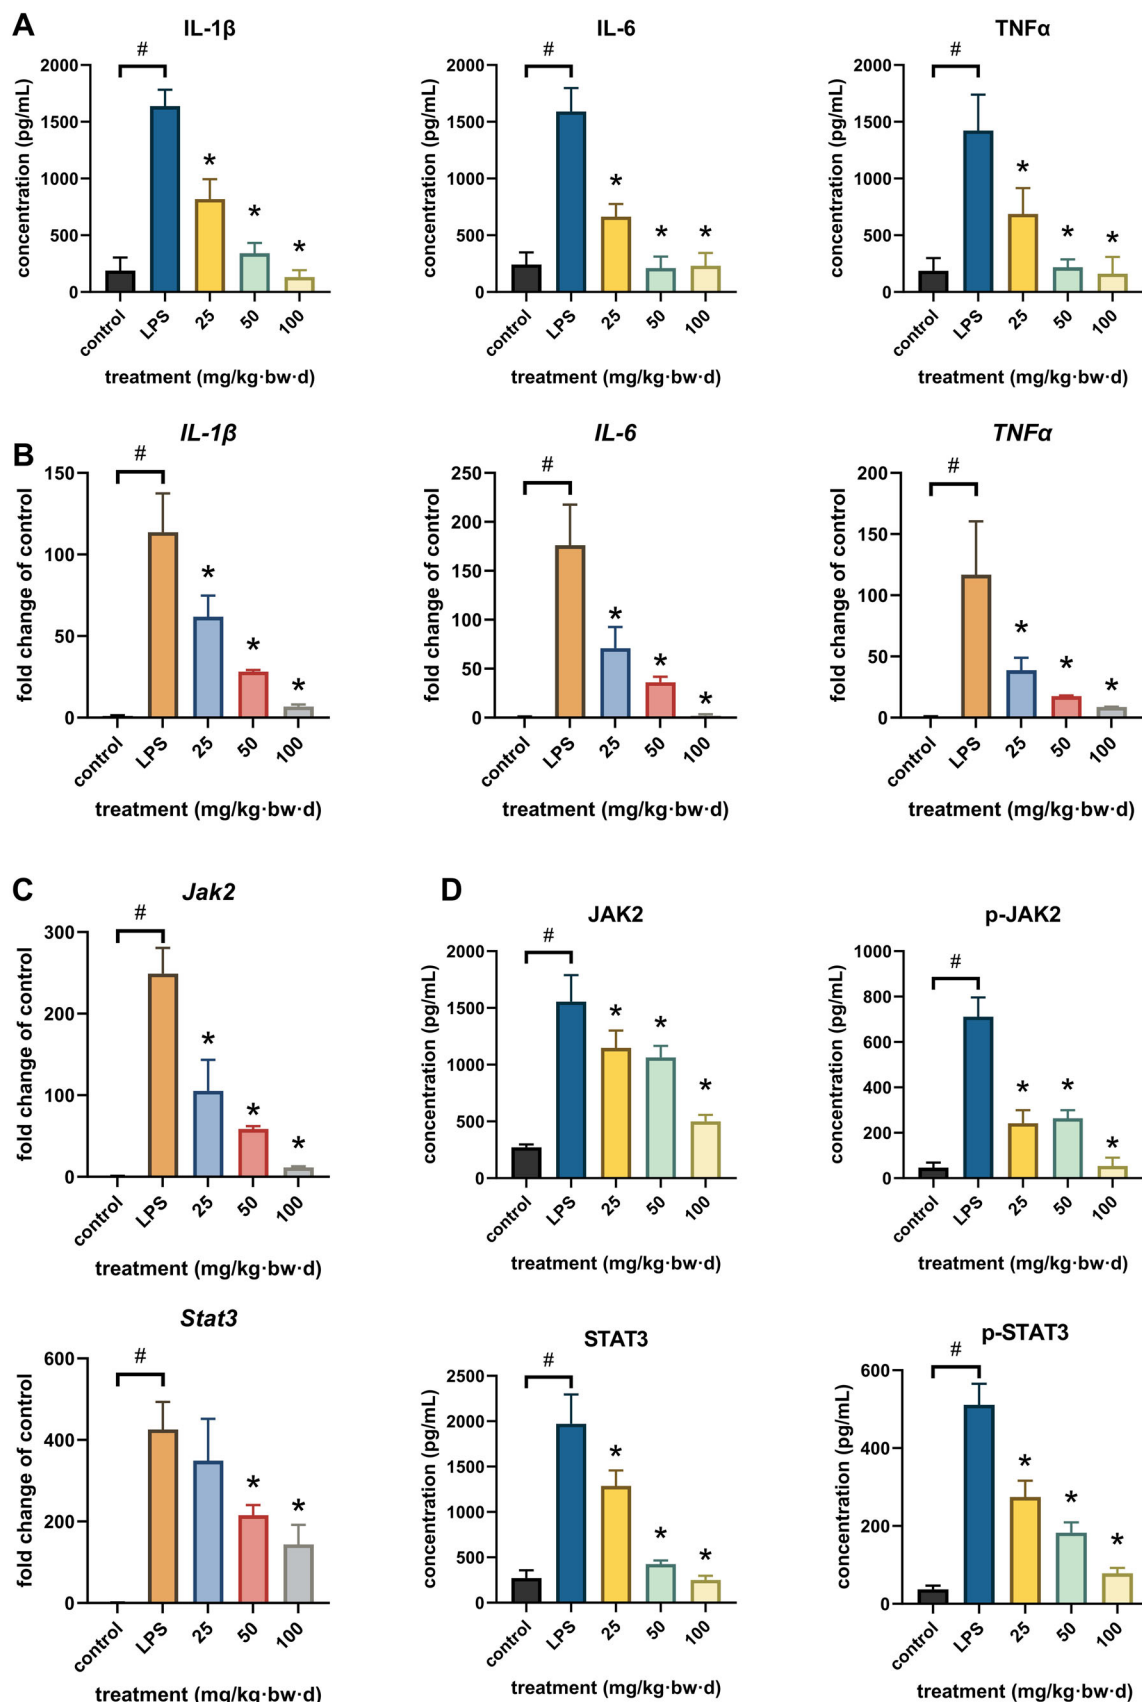 A
IL-1β
IL-6
TNFα
#
#
#
concentration (pg/mL)
2000
1500
1000
500
0
*
*
*
control
LPS
25
50
100
treatment (mg/kg·bw·d)
concentration (pg/mL)
2000
1500
1000
500
0
*
*
*
control
LPS
25
50
100
treatment (mg/kg·bw·d)
concentration (pg/mL)
2000
1500
1000
500
0
*
*
*
control
LPS
25
50
100
treatment (mg/kg·bw·d)
B
IL-1β
IL-6
TNFα
#
#
#
fold change of control
150
100
50
0
*
*
*
control
LPS
25
50
100
treatment (mg/kg·bw·d)
fold change of control
250
200
150
100
50
0
*
*
*
control
LPS
25
50
100
treatment (mg/kg·bw·d)
fold change of control
200
150
100
50
0
*
*
*
control
LPS
25
50
100
treatment (mg/kg·bw·d)
C
Jak2
#
fold change of control
300
200
100
0
*
*
*
control
LPS
25
50
100
treatment (mg/kg·bw·d)
D
JAK2
#
concentration (pg/mL)
2000
1500
1000
500
0
*
*
*
control
LPS
25
50
100
treatment (mg/kg·bw·d)
p-JAK2
#
concentration (pg/mL)
1000
800
600
400
200
0
*
*
*
control
LPS
25
50
100
treatment (mg/kg·bw·d)
Stat3
#
fold change of control
600
400
200
0
*
*
control
LPS
25
50
100
treatment (mg/kg·bw·d)
STAT3
#
concentration (pg/mL)
2500
2000
1500
1000
500
0
*
*
*
control
LPS
25
50
100
treatment (mg/kg·bw·d)
p-STAT3
#
concentration (pg/mL)
600
400
200
0
*
*
*
control
LPS
25
50
100
treatment (mg/kg·bw·d)